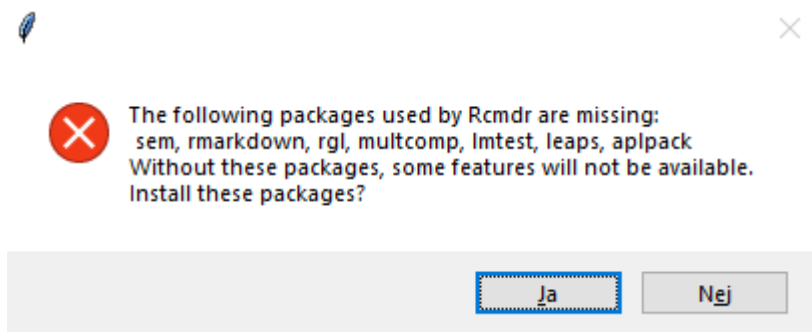 The following packages used by Rcmdr are missing:
sem, rmarkdown, rgl, multcomp, lmtest, leaps, aplpack
Without these packages, some features will not be available.
Install these packages?
Ja
Nej